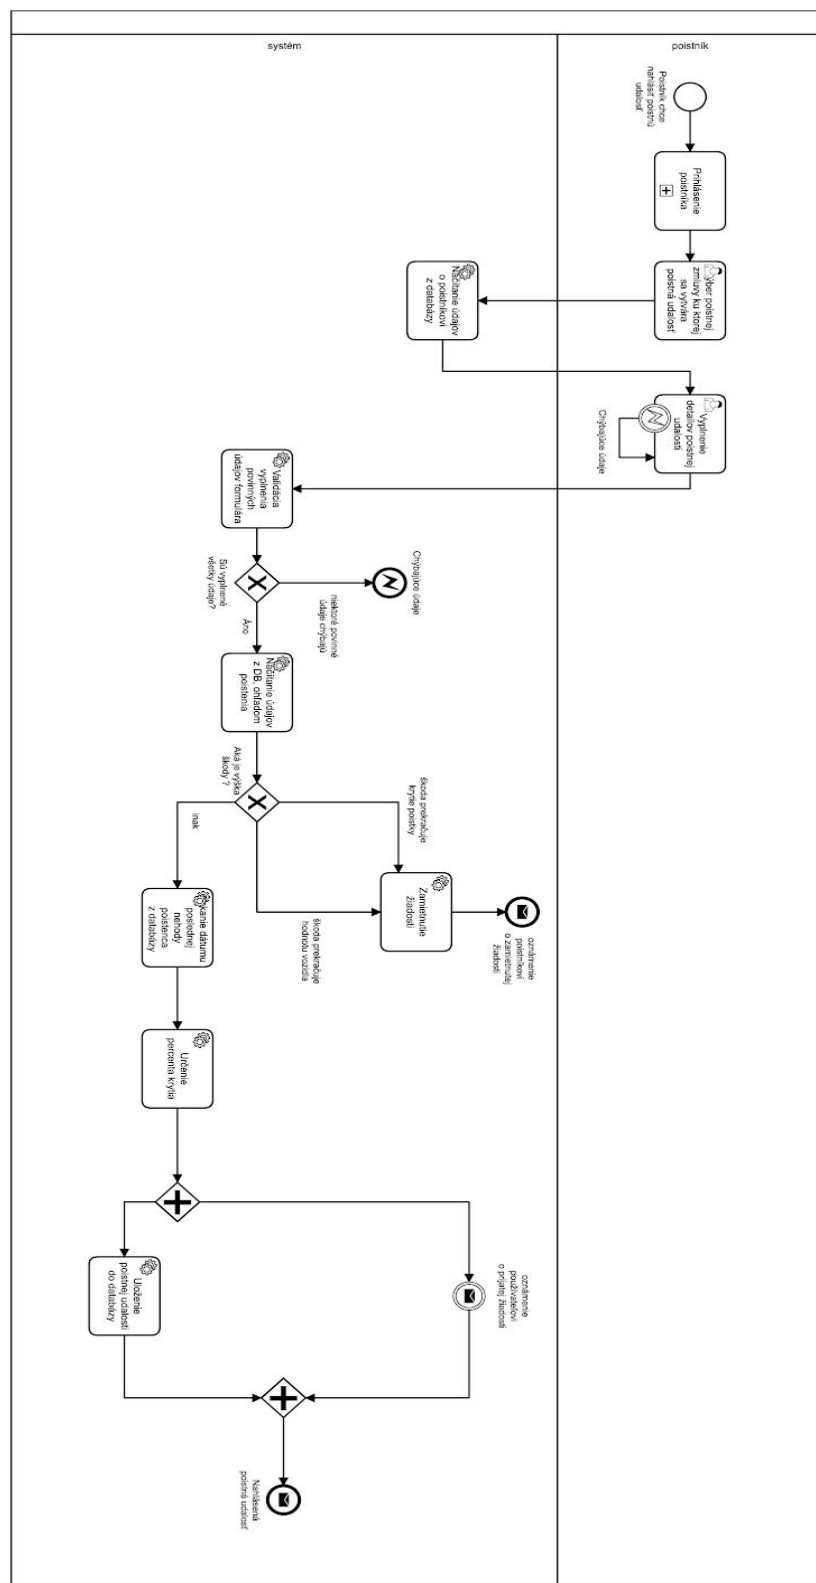 poistník
systém
Poistník chce
nahlásiť poistnú
udalosť
Prihlásenie
poistníka
ýber poistnej
zmluvy ku ktorej
sa vytvára
poistná udalosť
Načítanie údajov
o poistníkovi
z databázy
Vyplnenie
detailov poistnej
udalosti
Chýbajúce údaje
Validácia
vyplnenia
povinných
údajov formulára
Sú vyplnené
všetky údaje?
niektoré povinné
údaje chýbajú
Chýbajúce údaje
Áno
Načítanie údajov
z DB, ohľadom
poistenia
Aká je výška
škody ?
škoda prekračuje
krytie poistky
škoda prekračuje
hodnotu vozidla
inak
Zamietnutie
žiadosti
oznámenie
poistníkovi
o zamietnutej
žiadosti
kanie dátumu
poslednej
nehody
poistenca
z databázy
Určenie
percenta krytia
Uloženie
poistnej udalosti
do databázy
oznámenie
používateľovi
o prijatej žiadosti
Nahlásená
poistná udalosť